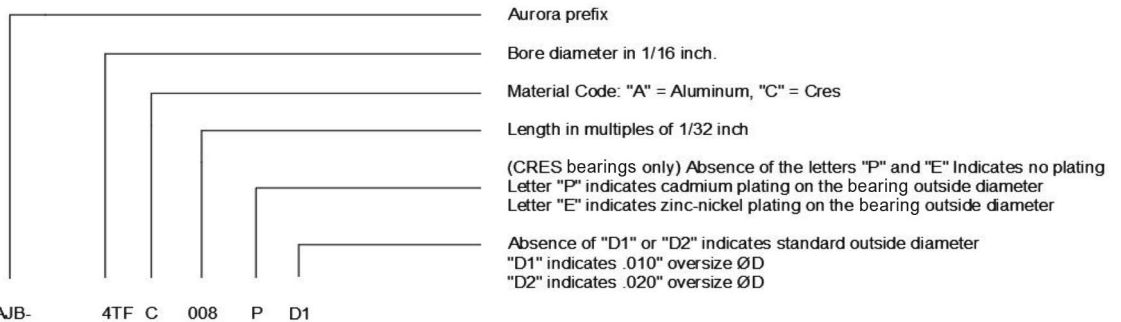 Aurora prefix
Bore diameter in 1/16 inch.
Material Code: "A" = Aluminum, "C" = Cres
Length in multiples of 1/32 inch
(CRES bearings only) Absence of the letters "P" and "E" Indicates no plating
Letter "P" indicates cadmium plating on the bearing outside diameter
Letter "E" indicates zinc-nickel plating on the bearing outside diameter
Absence of "D1" or "D2" indicates standard outside diameter
"D1" indicates .010" oversize ØD
"D2" indicates .020" oversize ØD
AJB- 4TF C 008 P D1